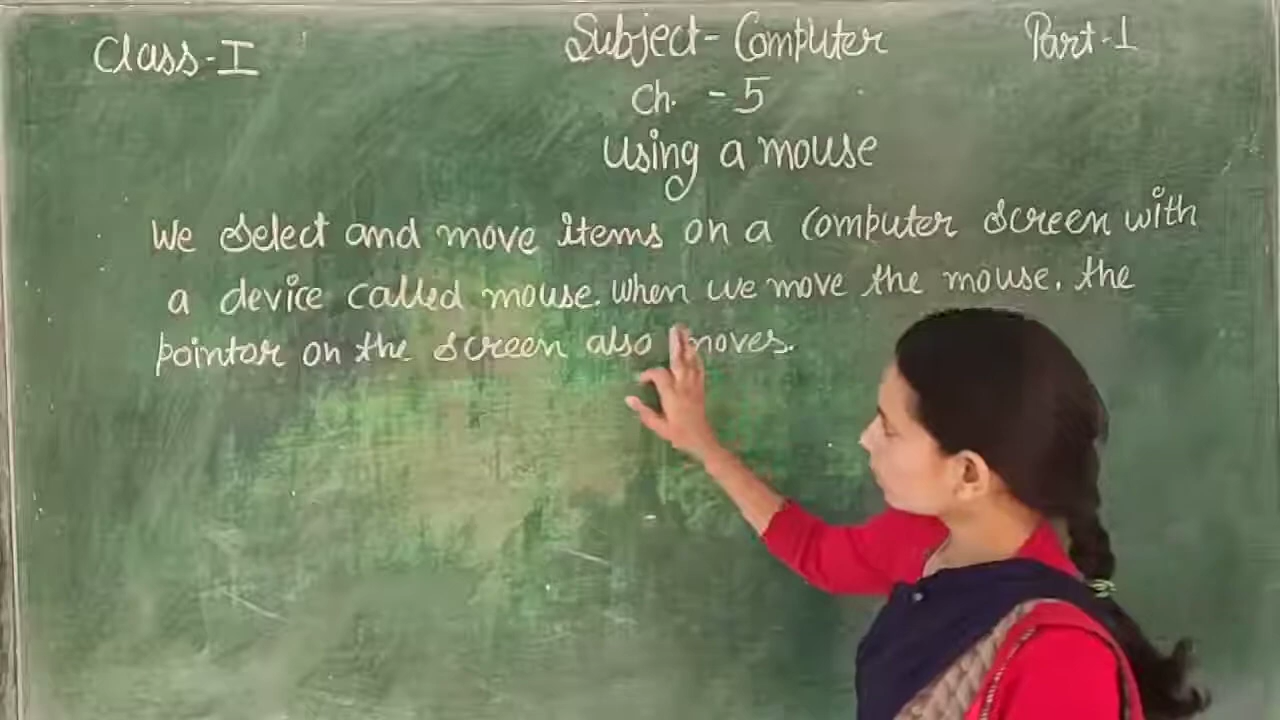 Class-I Subject-Computer Part-1
Ch. - 5
Using a mouse
We Select and move Items on a Computer Screen with
a device called mouse. When we move the mouse. the
pointor on the Screen also moves.